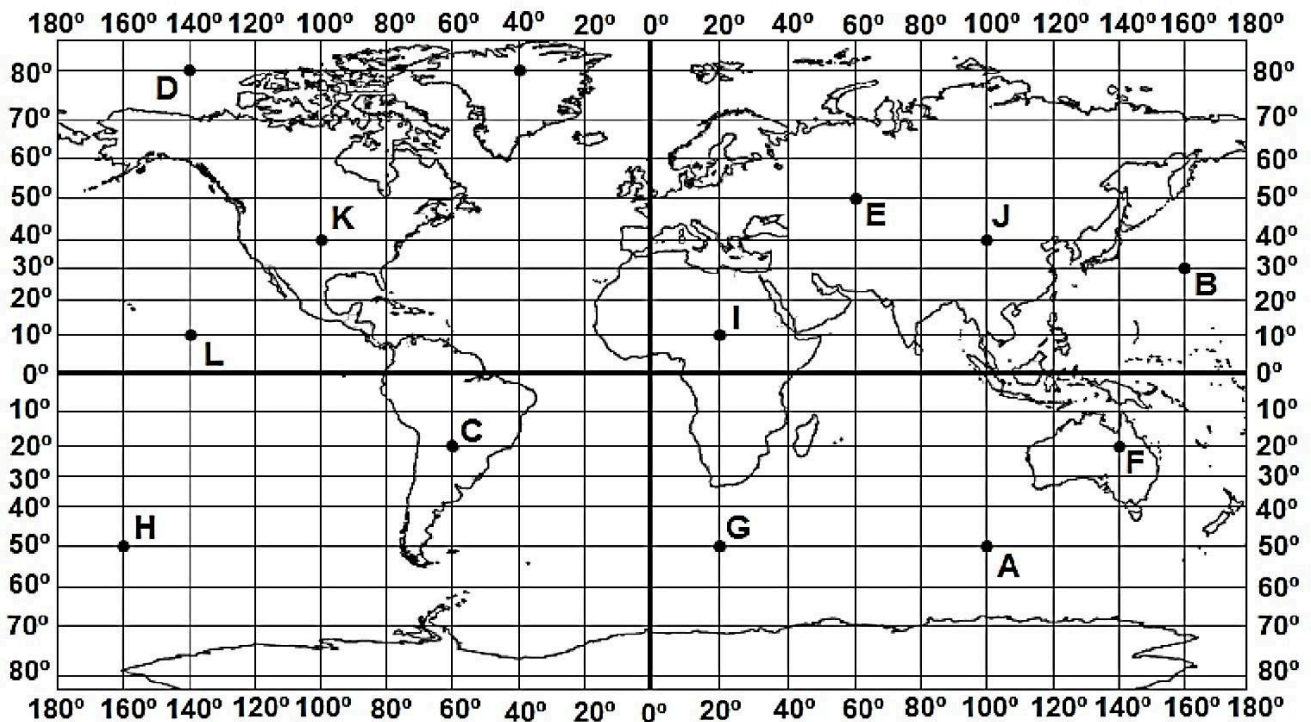 180º 160º 140º 120º 100º 80º 60º 40º 20º 0º 20º 40º 60º 80º 100º 120º 140º 160º 180º
80º D 80º
70º 70º
60º 60º
50º E 50º
K J
40º 40º
30º B 30º
20º 20º
I
10º L 10º
0º 0º
10º 10º
C
20º F 20º
30º 30º
40º 40º
H G
50º A 50º
60º 60º
70º 70º
80º 80º
180º 160º 140º 120º 100º 80º 60º 40º 20º 0º 20º 40º 60º 80º 100º 120º 140º 160º 180º